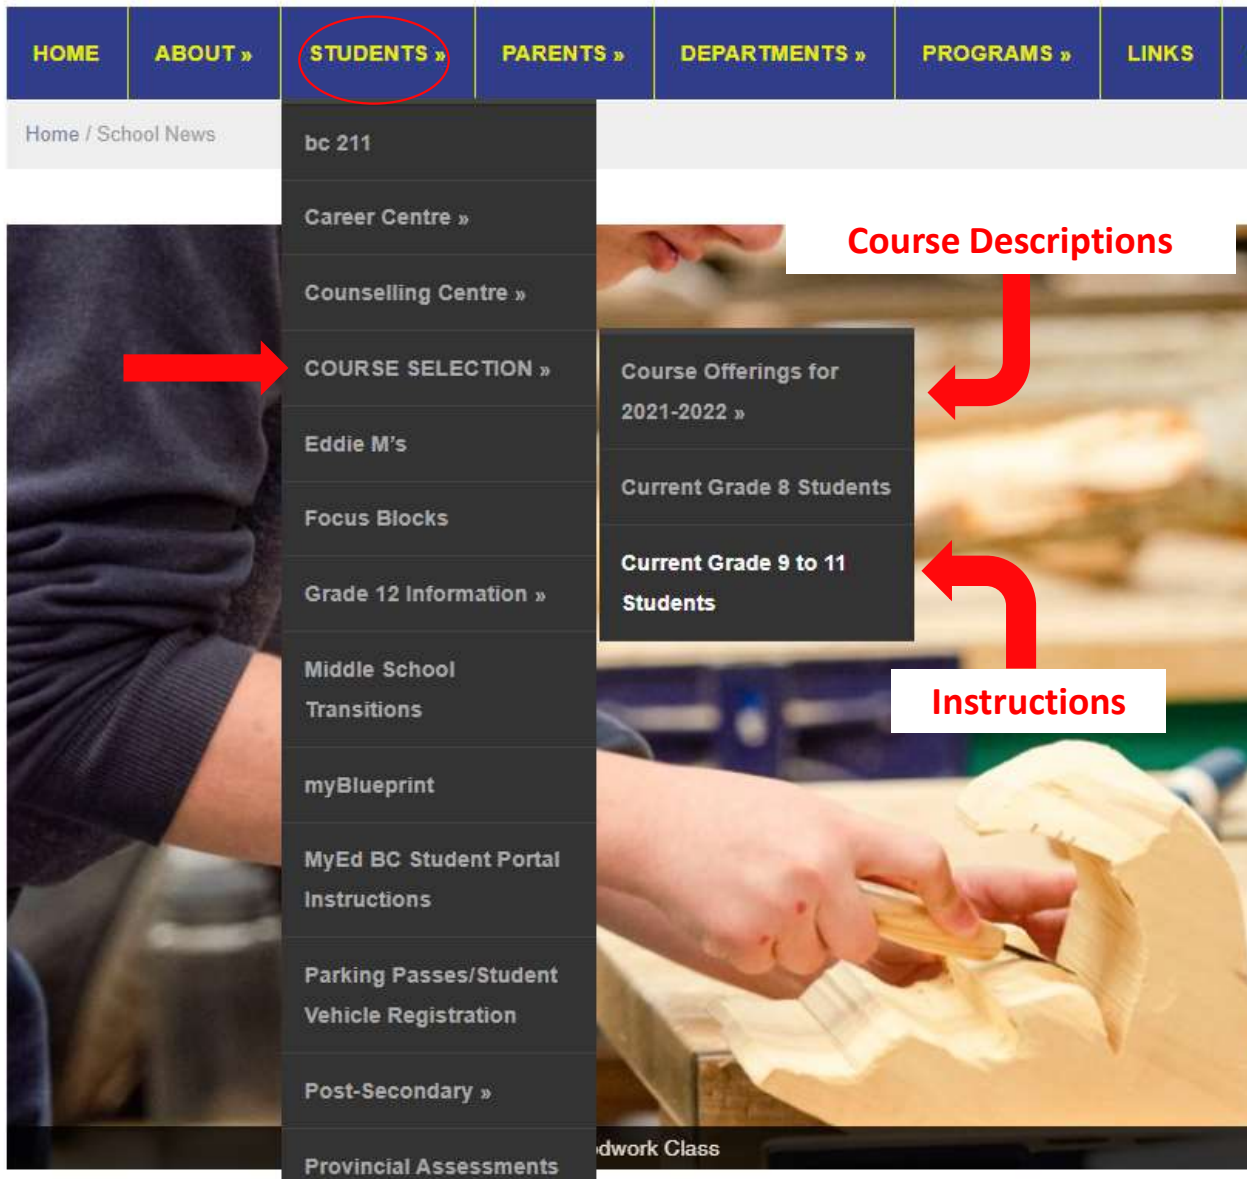 HOME ABOUT » STUDENTS » PARENTS » DEPARTMENTS » PROGRAMS » LINKS
Home / School News
bc 211
Career Centre »
Course Descriptions
Counselling Centre »
COURSE SELECTION »
Course Offerings for
2021-2022 »
Eddie M's
Current Grade 8 Students
Focus Blocks
Current Grade 9 to 11
Students
Grade 12 Information »
Middle School
Transitions
Instructions
myBlueprint
MyEd BC Student Portal
Instructions
Parking Passes/Student
Vehicle Registration
Post-Secondary »
Class
Provincial Assessments